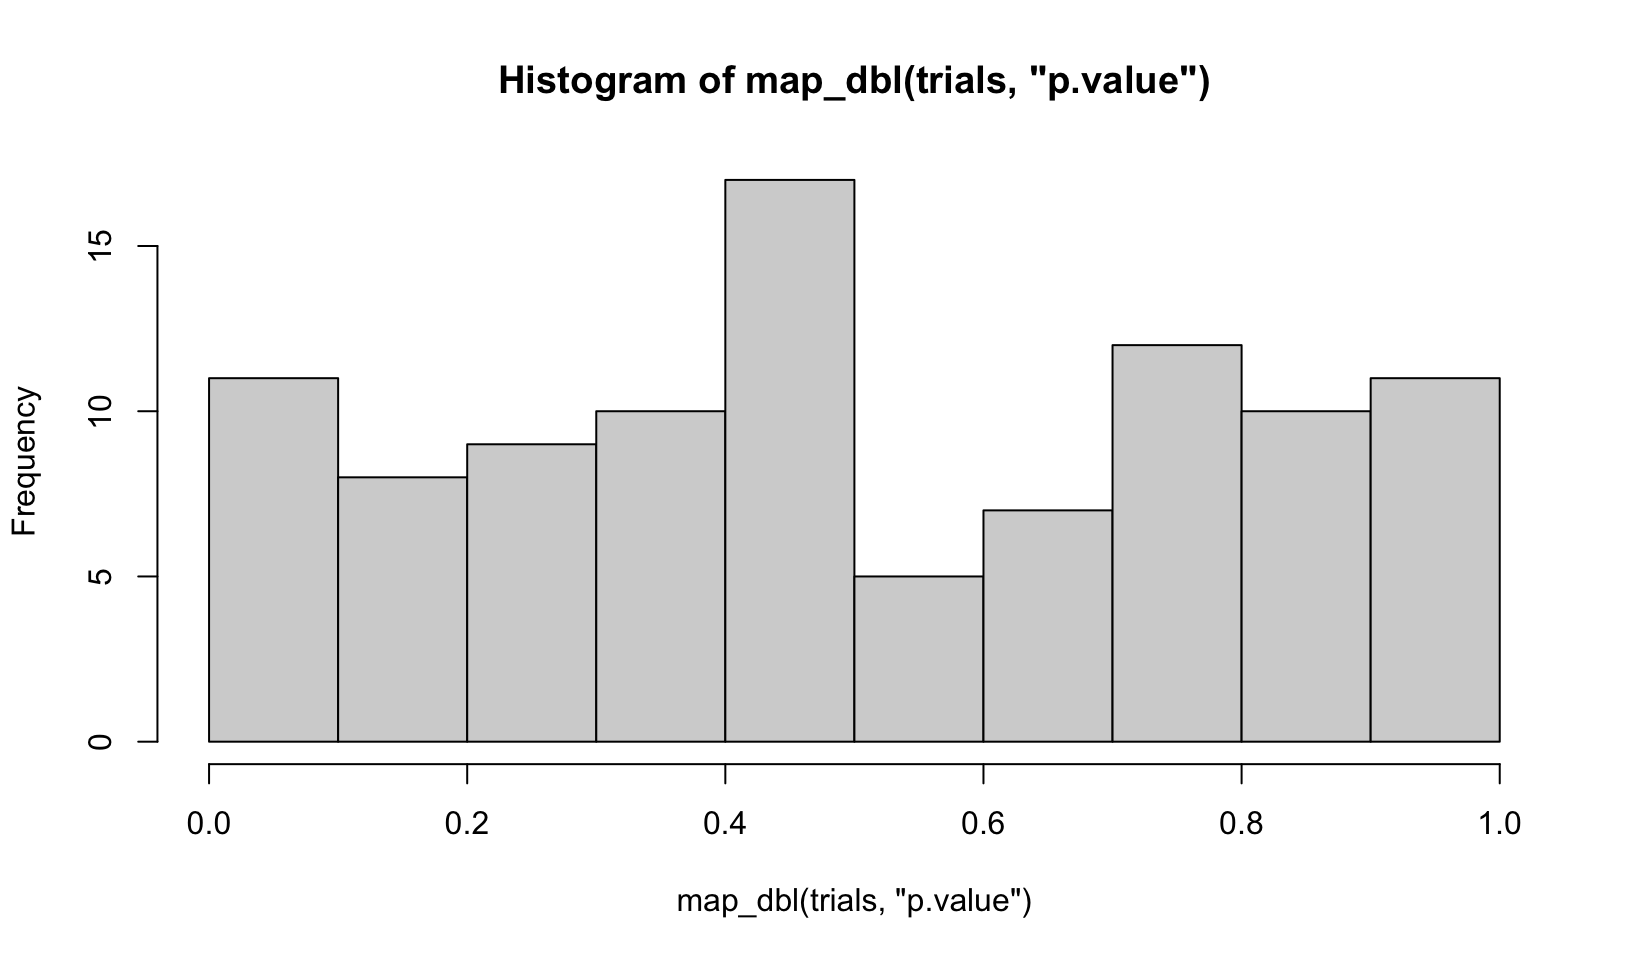 Histogram of map_dbl(trials, "p.value")
Frequency
15
10
5
0
0.0 0.2 0.4 0.6 0.8 1.0
map_dbl(trials, "p.value")